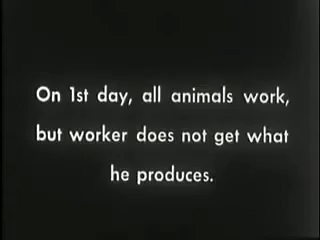 On 1st day, all animals work,
but worker does not get what
he produces.